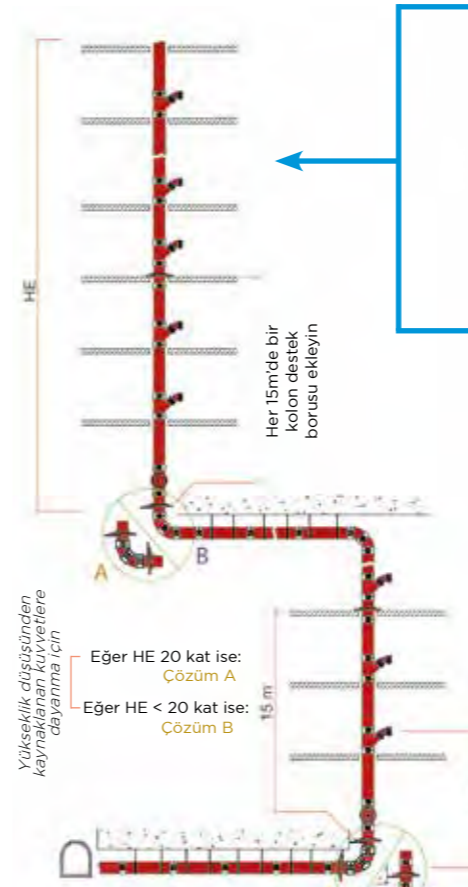 HE
Her 15m'de bir
kolon destek
borusu ekleyin
A
B
Yükseklik düşüşünden
kaynaklanan kuvvetlere
dayanma için
Eğer HE 20 kat ise:
Çözüm A
Eğer HE < 20 kat ise:
Çözüm B
15 m